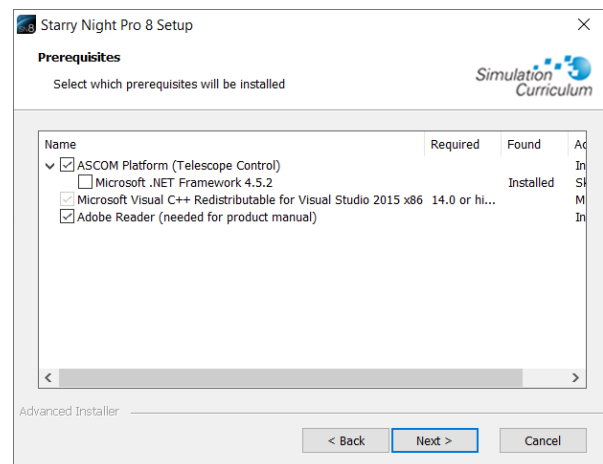 Starry Night Pro 8 Setup
Prerequisites
Select which prerequisites will be installed
Simulation
Curriculum
Name Required Found
ASCOM Platform (Telescope Control)
Microsoft .NET Framework 4.5.2 Installed
Microsoft Visual C++ Redistributable for Visual Studio 2015 x86 14.0 or hi...
Adobe Reader (needed for product manual)
Advanced Installer
< Back Next > Cancel